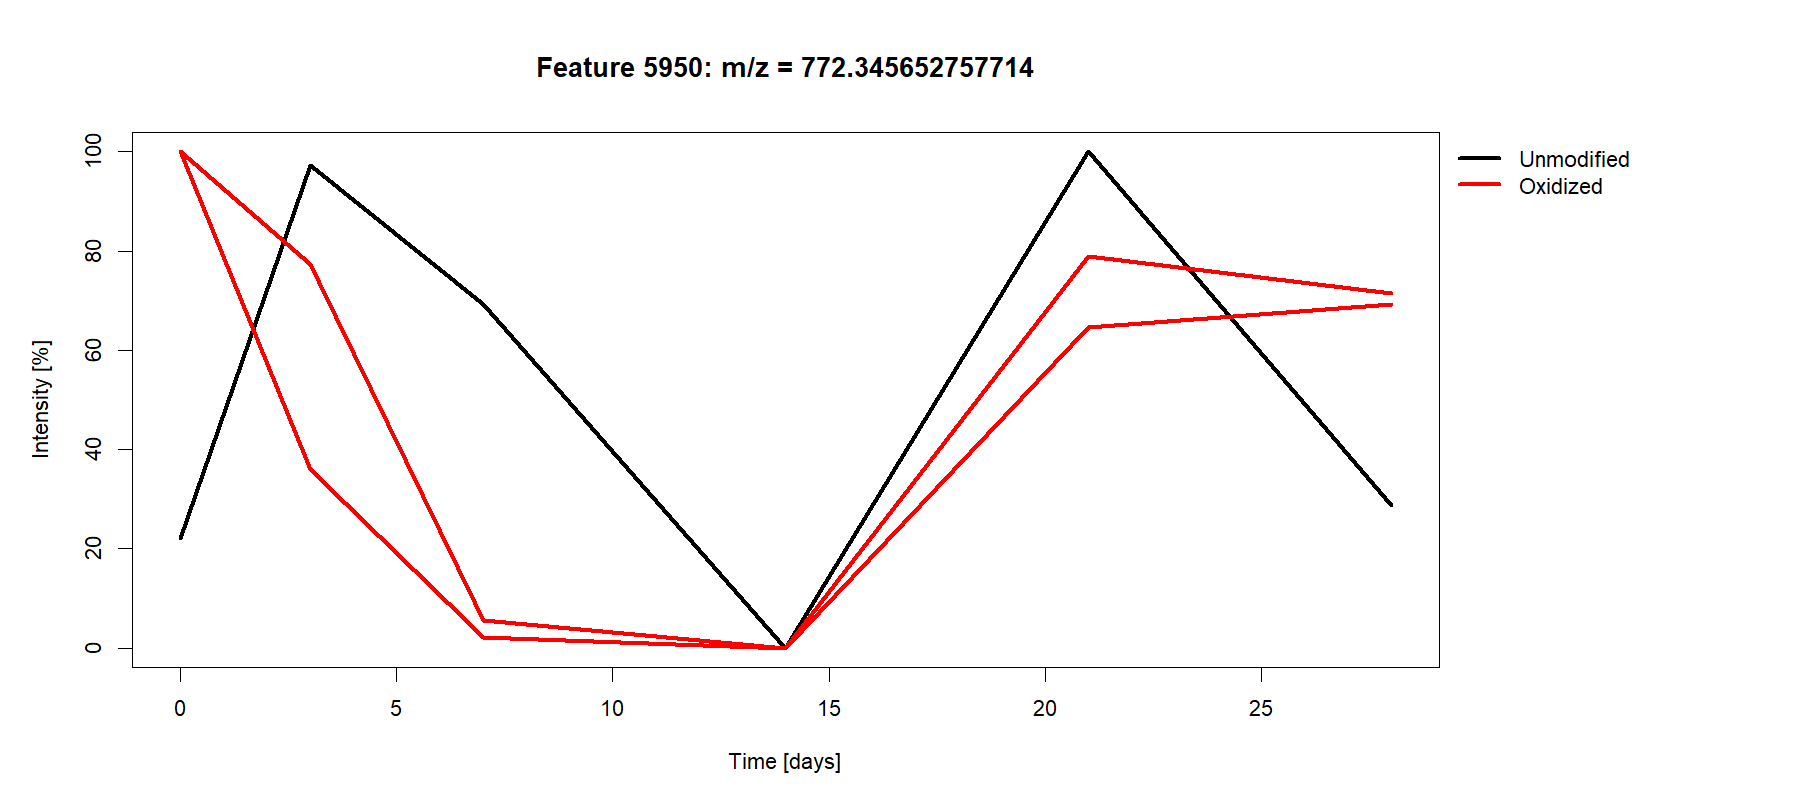 Feature 5950: m/z = 772.345652757714
Unmodified
Oxidized
100
80
60
40
20
0
Intensity [%]
0 5 10 15 20 25
Time [days]